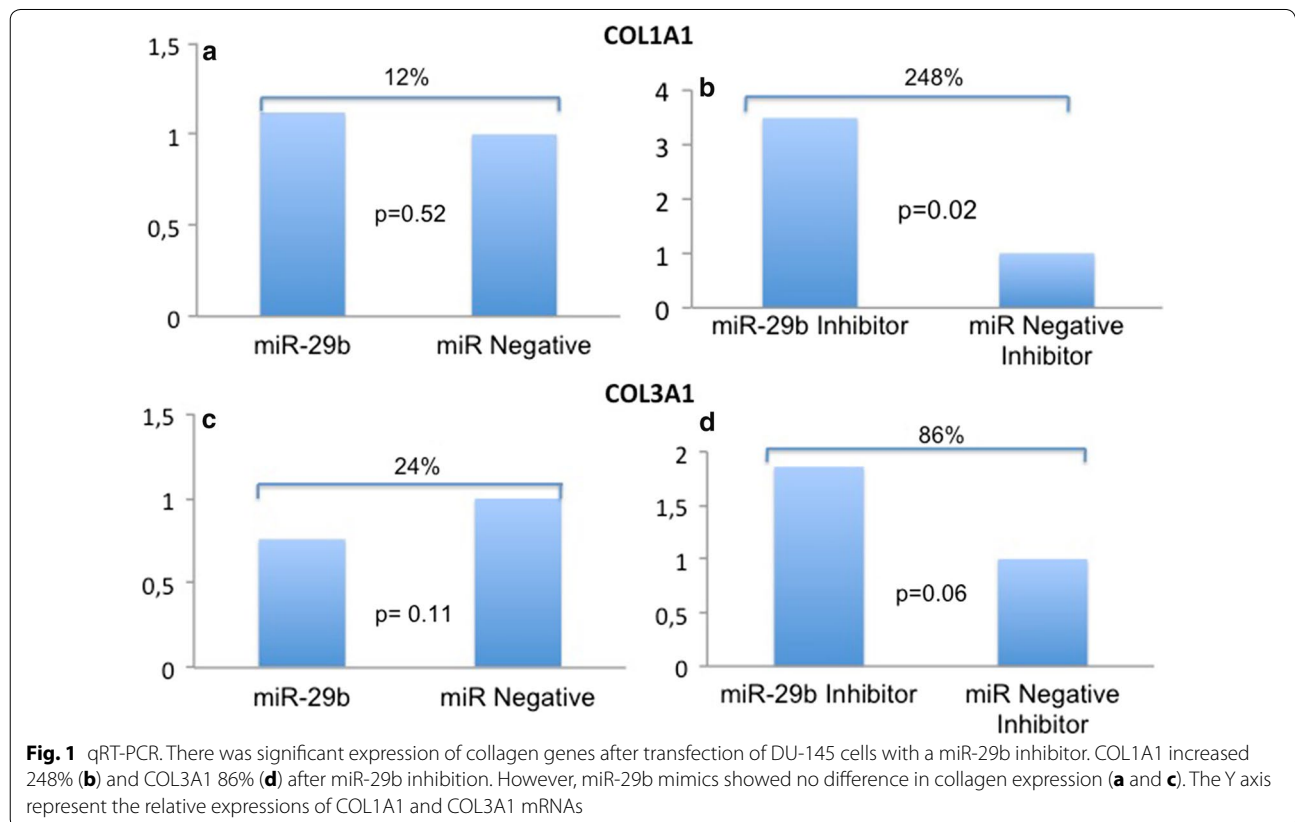 COL1A1
a
1,5
1
0,5
0
12%
p=0.52
miR-29b
miR Negative
b
4
3
2
1
0
248%
p=0.02
miR-29b Inhibitor
miR Negative
Inhibitor
COL3A1
c
1,5
1
0,5
0
24%
p= 0.11
miR-29b
miR Negative
d
2
1,5
1
0,5
0
86%
p=0.06
miR-29b Inhibitor
miR Negative
Inhibitor
Fig. 1 qRT-PCR. There was significant expression of collagen genes after transfection of DU-145 cells with a miR-29b inhibitor. COL1A1 increased
248% (b) and COL3A1 86% (d) after miR-29b inhibition. However, miR-29b mimics showed no difference in collagen expression (a and c). The Y axis
represent the relative expressions of COL1A1 and COL3A1 mRNAs